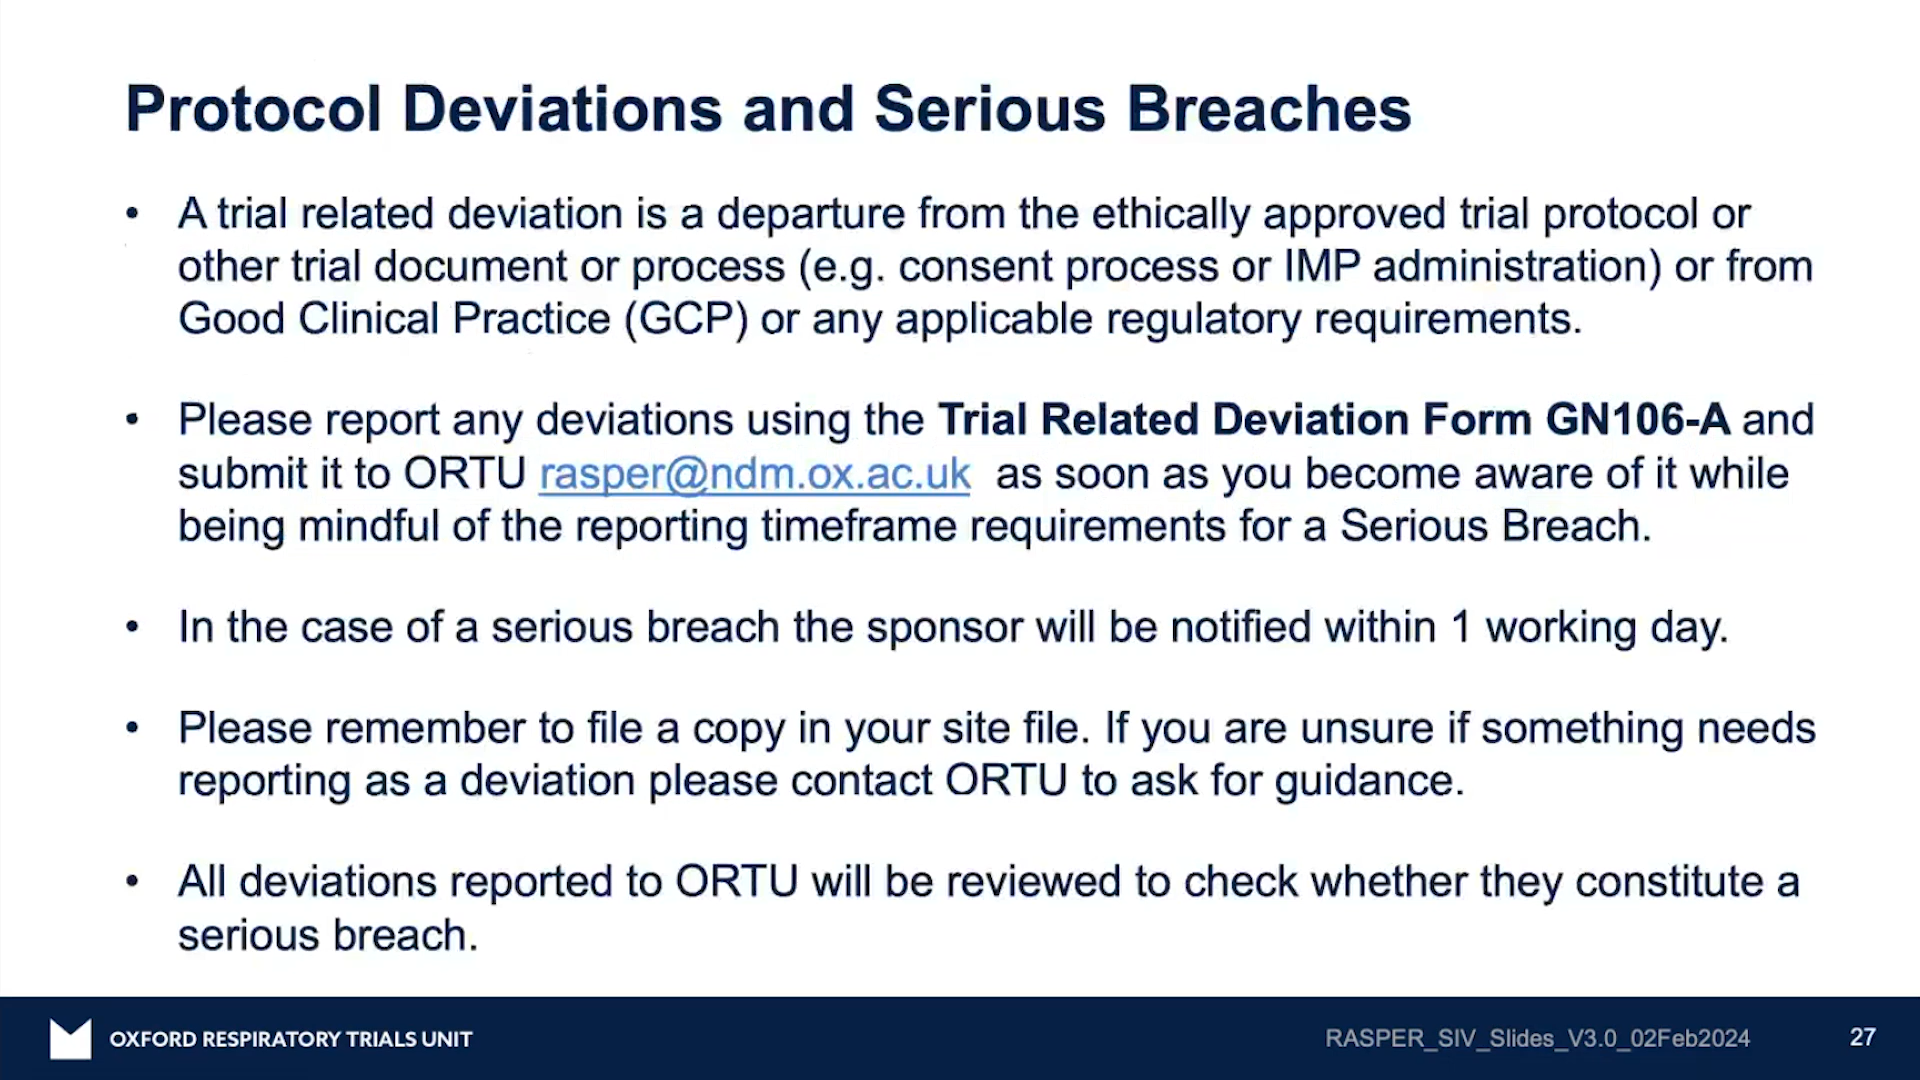 Protocol Deviations and Serious Breaches
• A trial related deviation is a departure from the ethically approved trial protocol or
other trial document or process (e.g. consent process or IMP administration) or from
Good Clinical Practice (GCP) or any applicable regulatory requirements.
• Please report any deviations using the Trial Related Deviation Form GN106-A and
submit it to ORTU rasper@ndm.ox.ac.uk as soon as you become aware of it while
being mindful of the reporting timeframe requirements for a Serious Breach.
• In the case of a serious breach the sponsor will be notified within 1 working day.
• Please remember to file a copy in your site file. If you are unsure if something needs
reporting as a deviation please contact ORTU to ask for guidance.
• All deviations reported to ORTU will be reviewed to check whether they constitute a
serious breach.
OXFORD RESPIRATORY TRIALS UNIT
RASPER_SIV_Slides_V3.0_02Feb2024
27